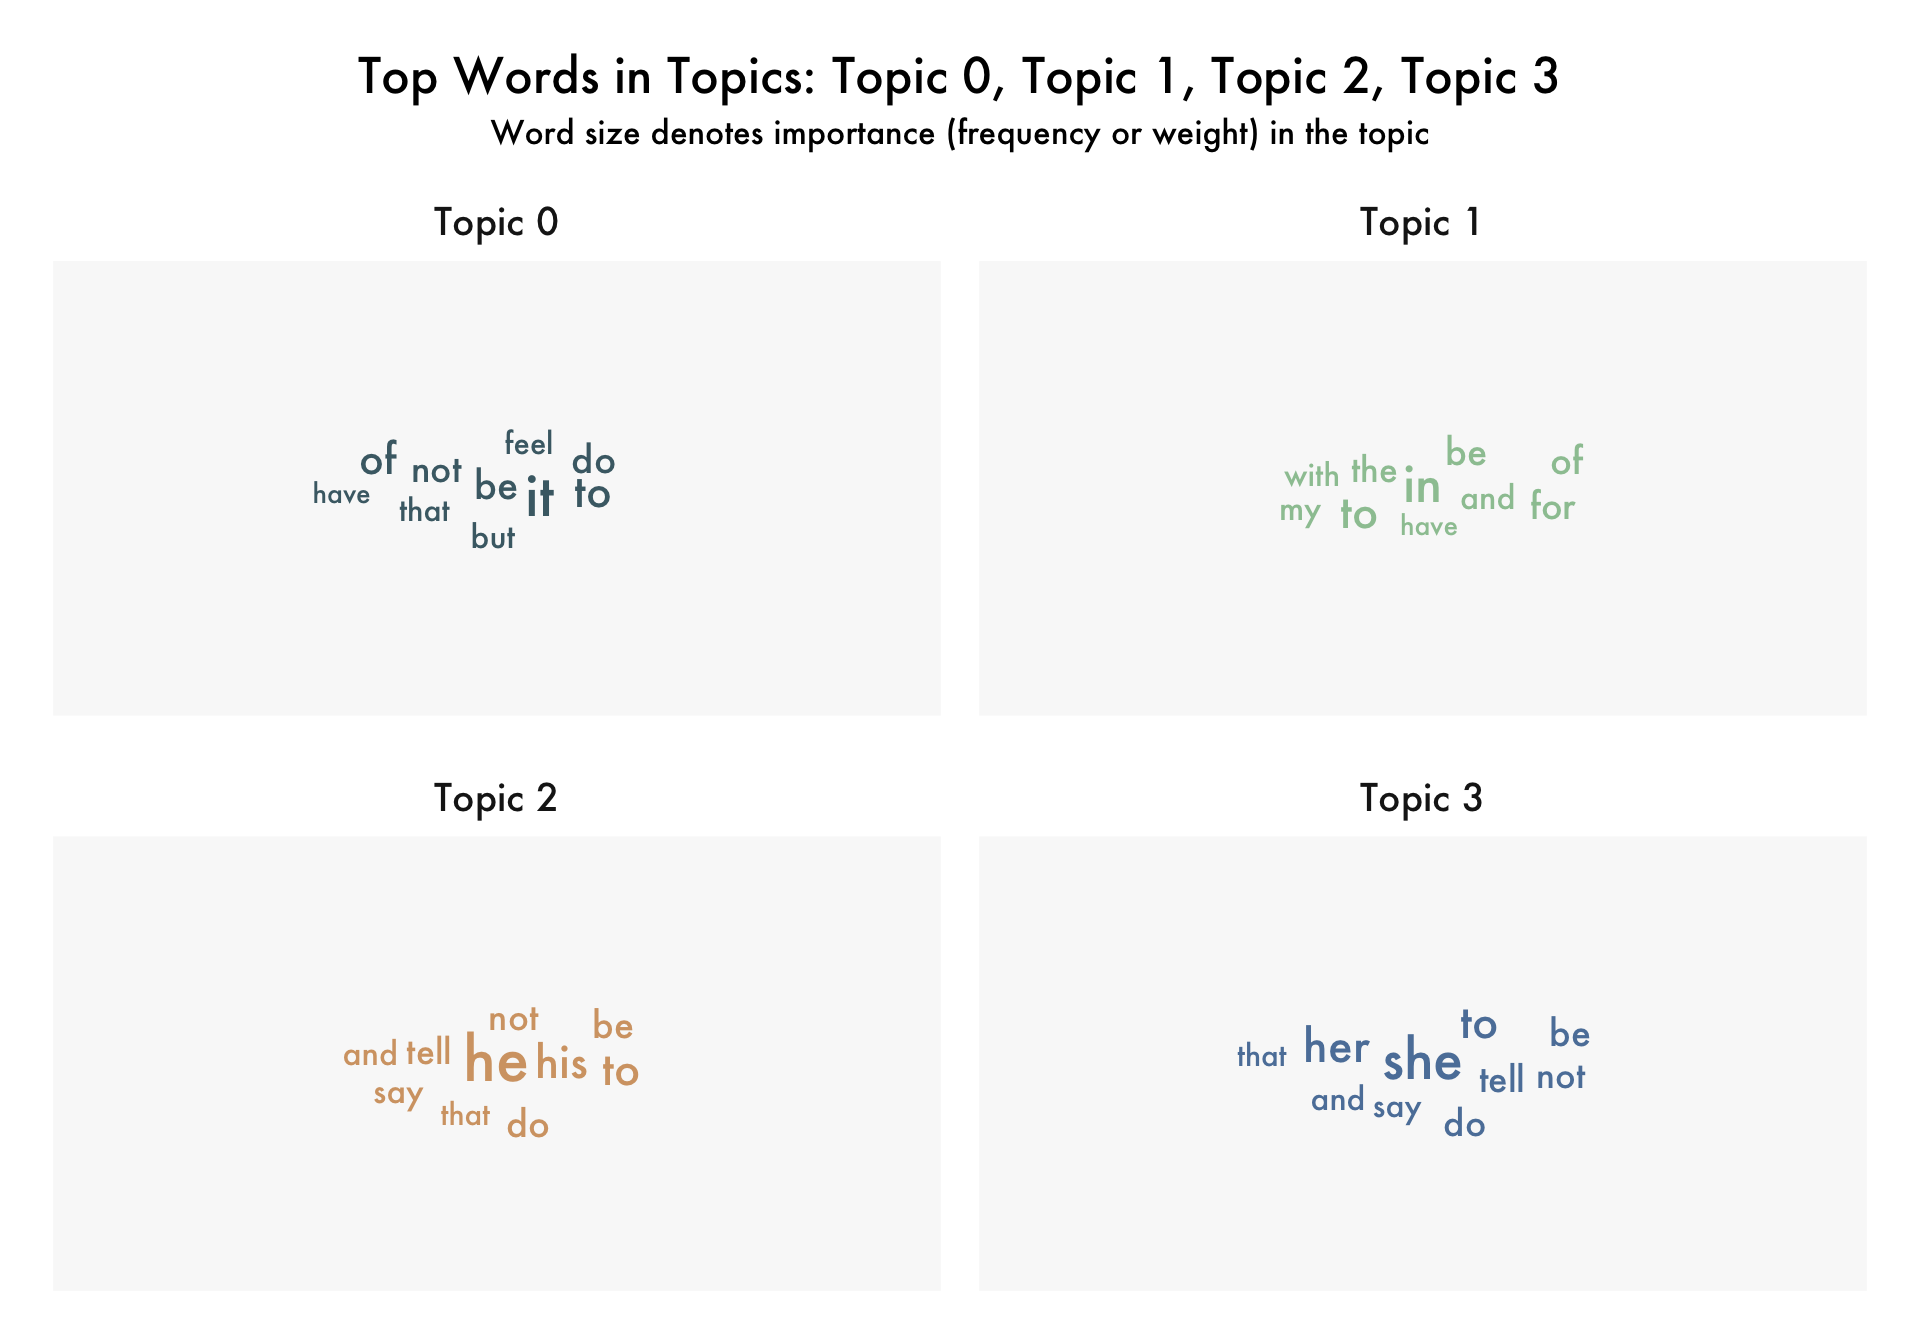 Top Words in Topics: Topic 0, Topic 1, Topic 2, Topic 3
Word size denotes importance (frequency or weight) in the topic
Topic 0
feel
of not be it do
have that to
but
Topic 1
be of
with the in and for
my to have
Topic 2
not be
and tell he his to
say that do
Topic 3
to be
that her she tell not
and say do